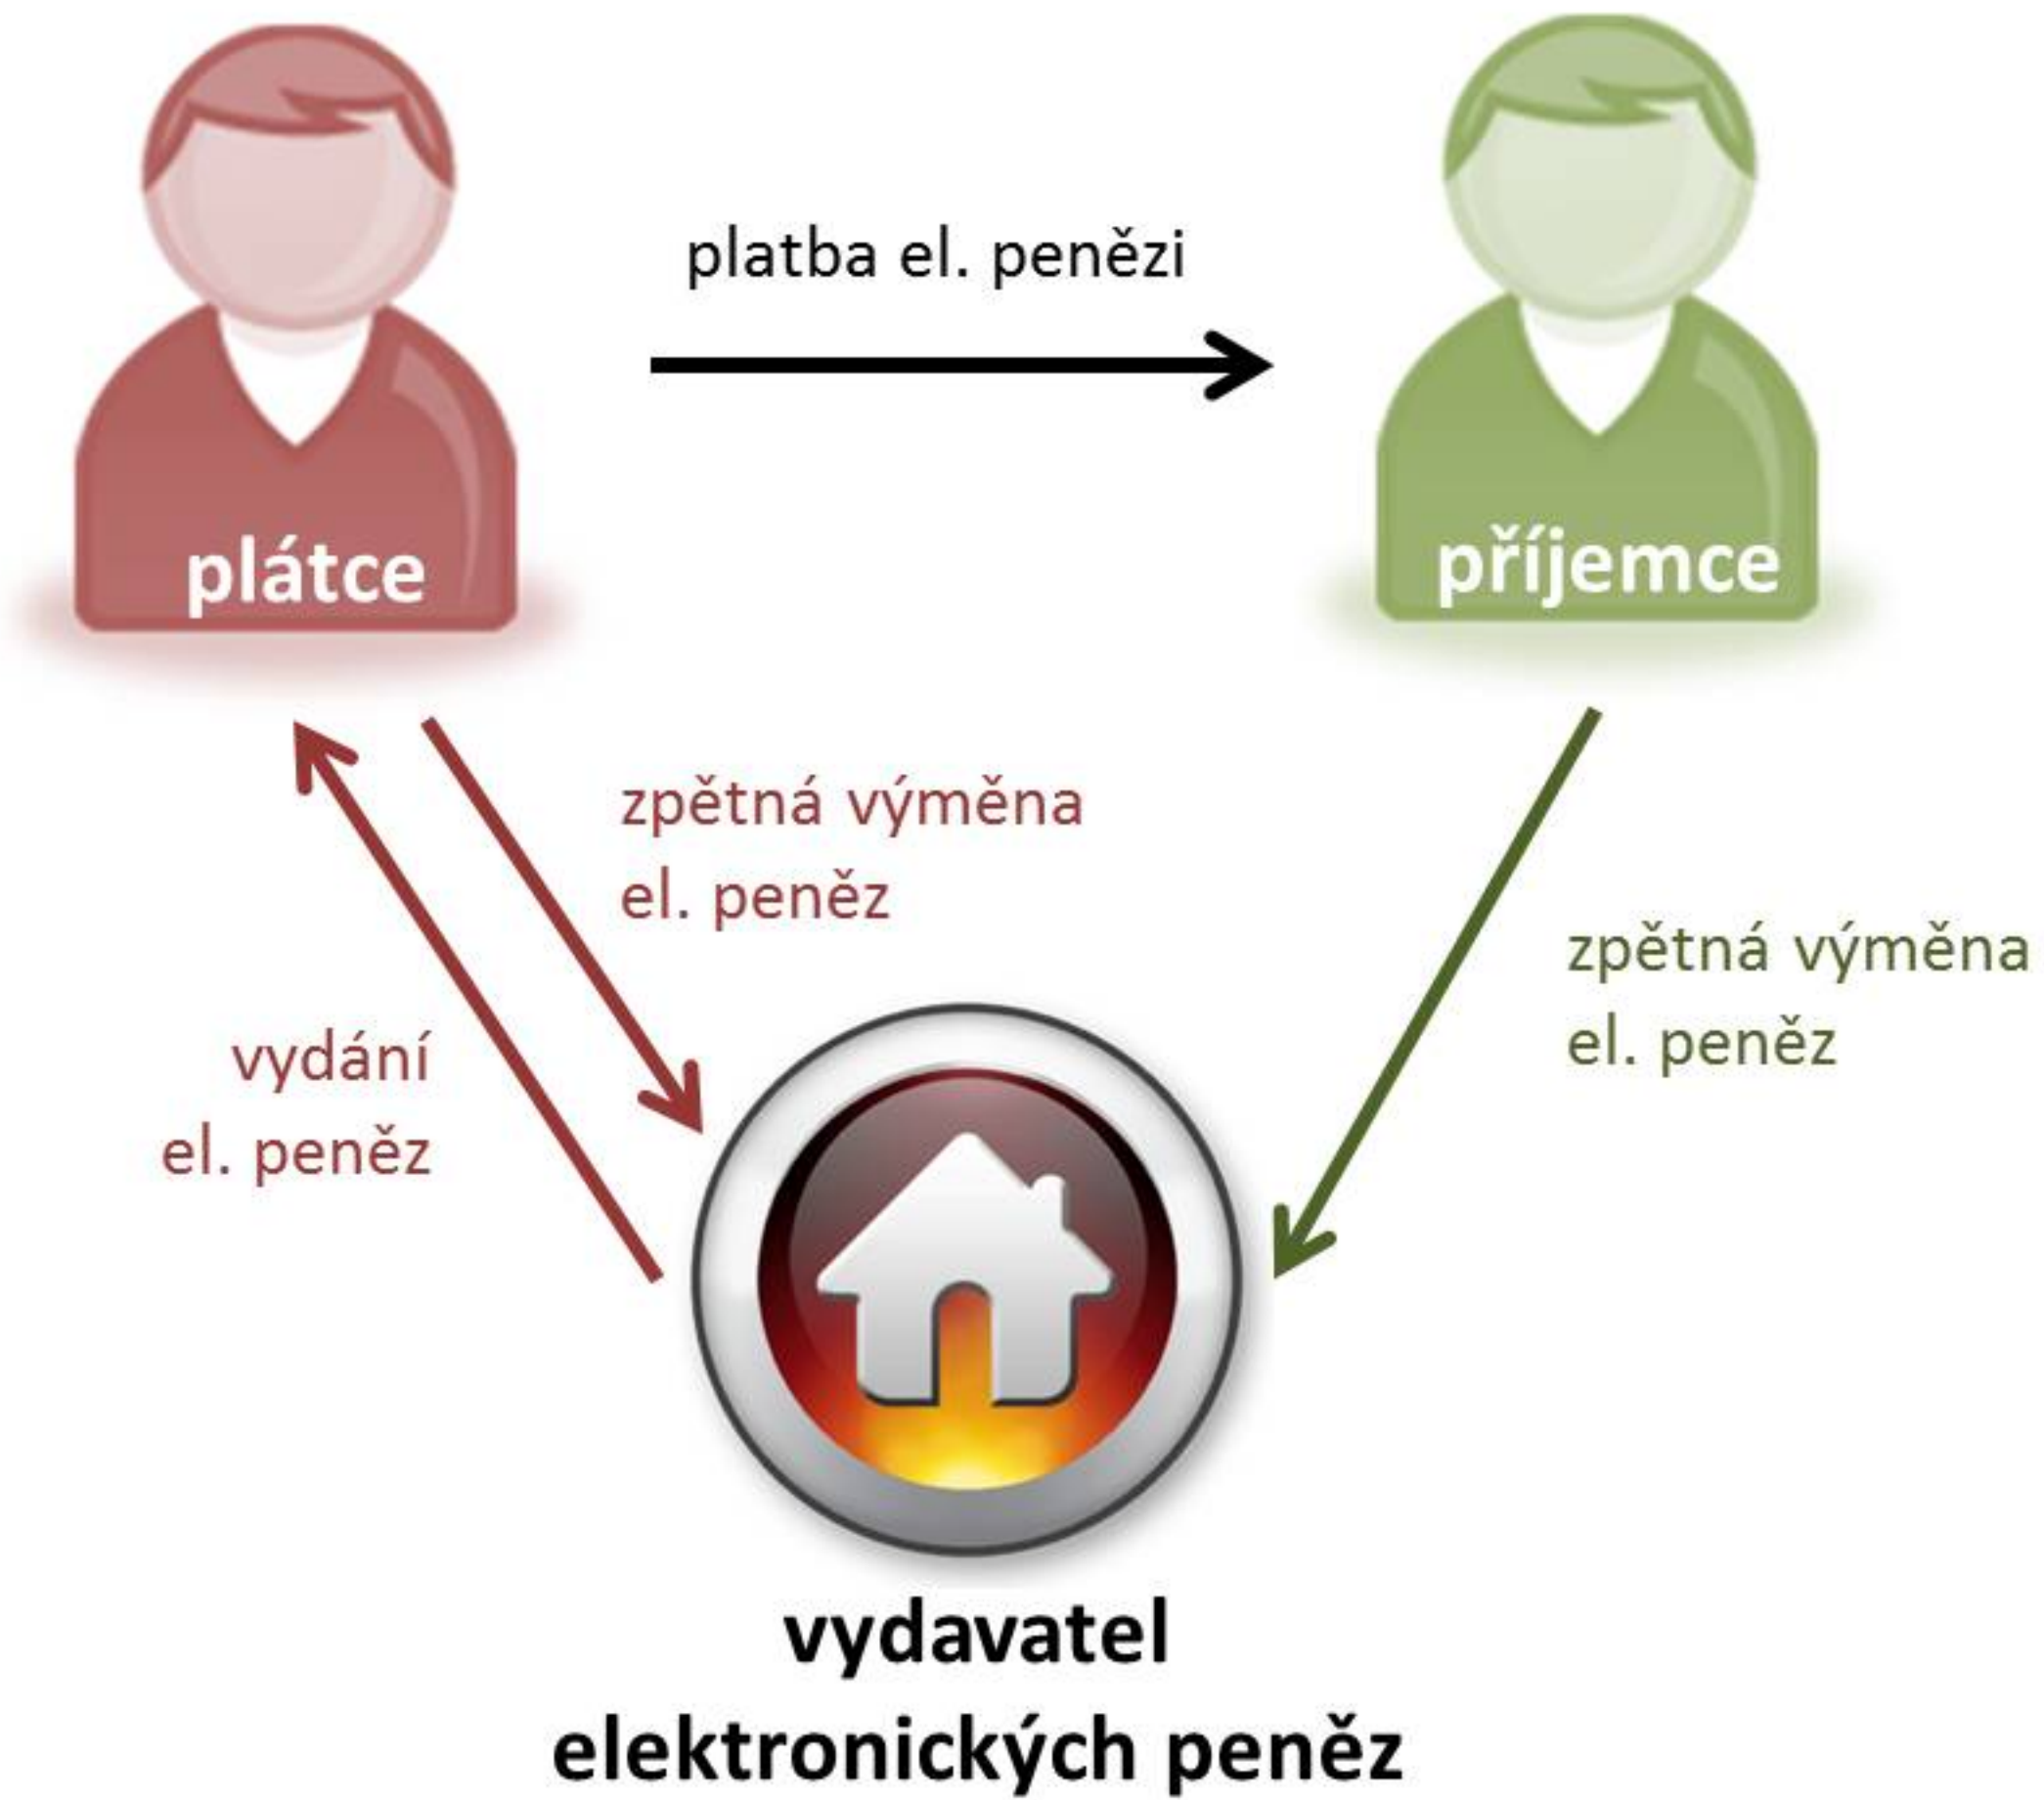 platba el. penězi
plátce
příjemce
zpětná výměna
el. peněz
zpětná výměna
el. peněz
vydání
el. peněz
vydavatel
elektronických peněz